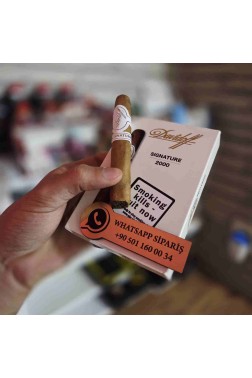 Davidoff
SIGNATURE
2000
Smoking
kills -
quit now
WHATSAPP SİPARİŞ
+90 501 160 00 34